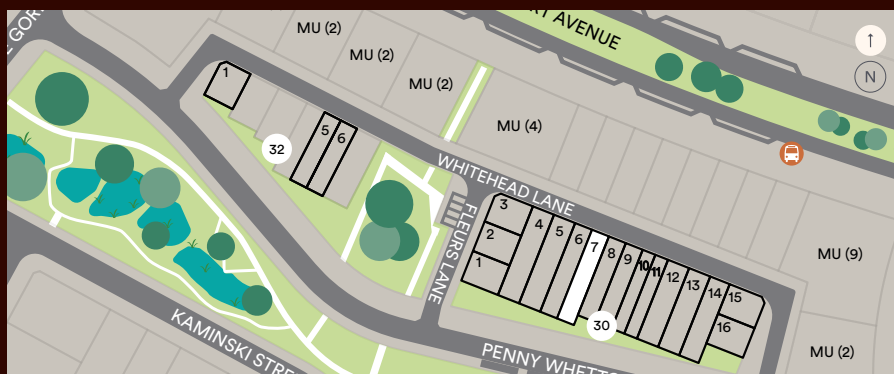 RT AVENUE
E GOR
↑
N
MU (2)
MU (2)
MU (2)
MU (4)
MU (9)
MU (2)
1
5
6
32
WHITEHEAD LANE
FLEURS LANE
3
2
1
4
5
6
7
8
9
10
11
12
13
14
15
16
30
KAMINSKI STRE
PENNY WHETTO